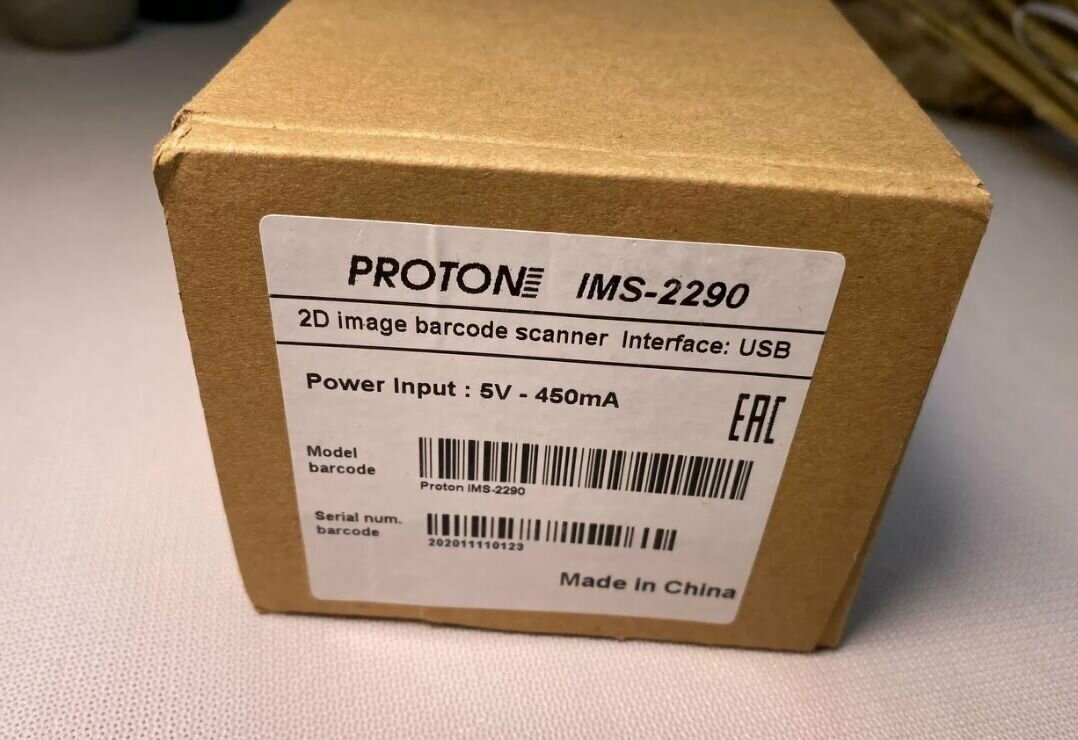 PROTON IMS-2290
2D image barcode scanner Interface: USB
Power Input : 5V - 450mA
EAC
Model
barcode
Proton IMS-2290
Serial num.
barcode
202011110123
Made in China